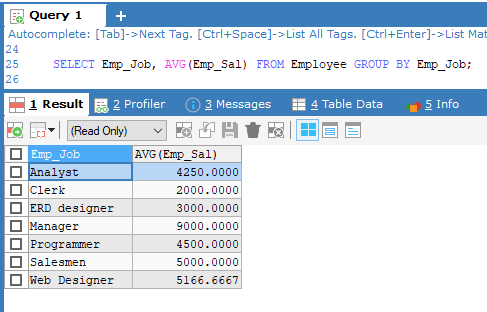 Query 1 +
Autocomplete: [Tab]->Next Tag. [Ctrl+Space]->List All Tags. [Ctrl+Enter]->List Mat
24
25 SELECT Emp_Job, AVG(Emp_Sal) FROM Employee GROUP BY Emp_Job;
26
1 Result 2 Profiler 3 Messages 4 Table Data 5 Info
(Read Only)
Emp_Job AVG(Emp_Sal)
Analyst 4250.0000
Clerk 2000.0000
ERD designer 3000.0000
Manager 9000.0000
Programmer 4500.0000
Salesmen 5000.0000
Web Designer 5166.6667